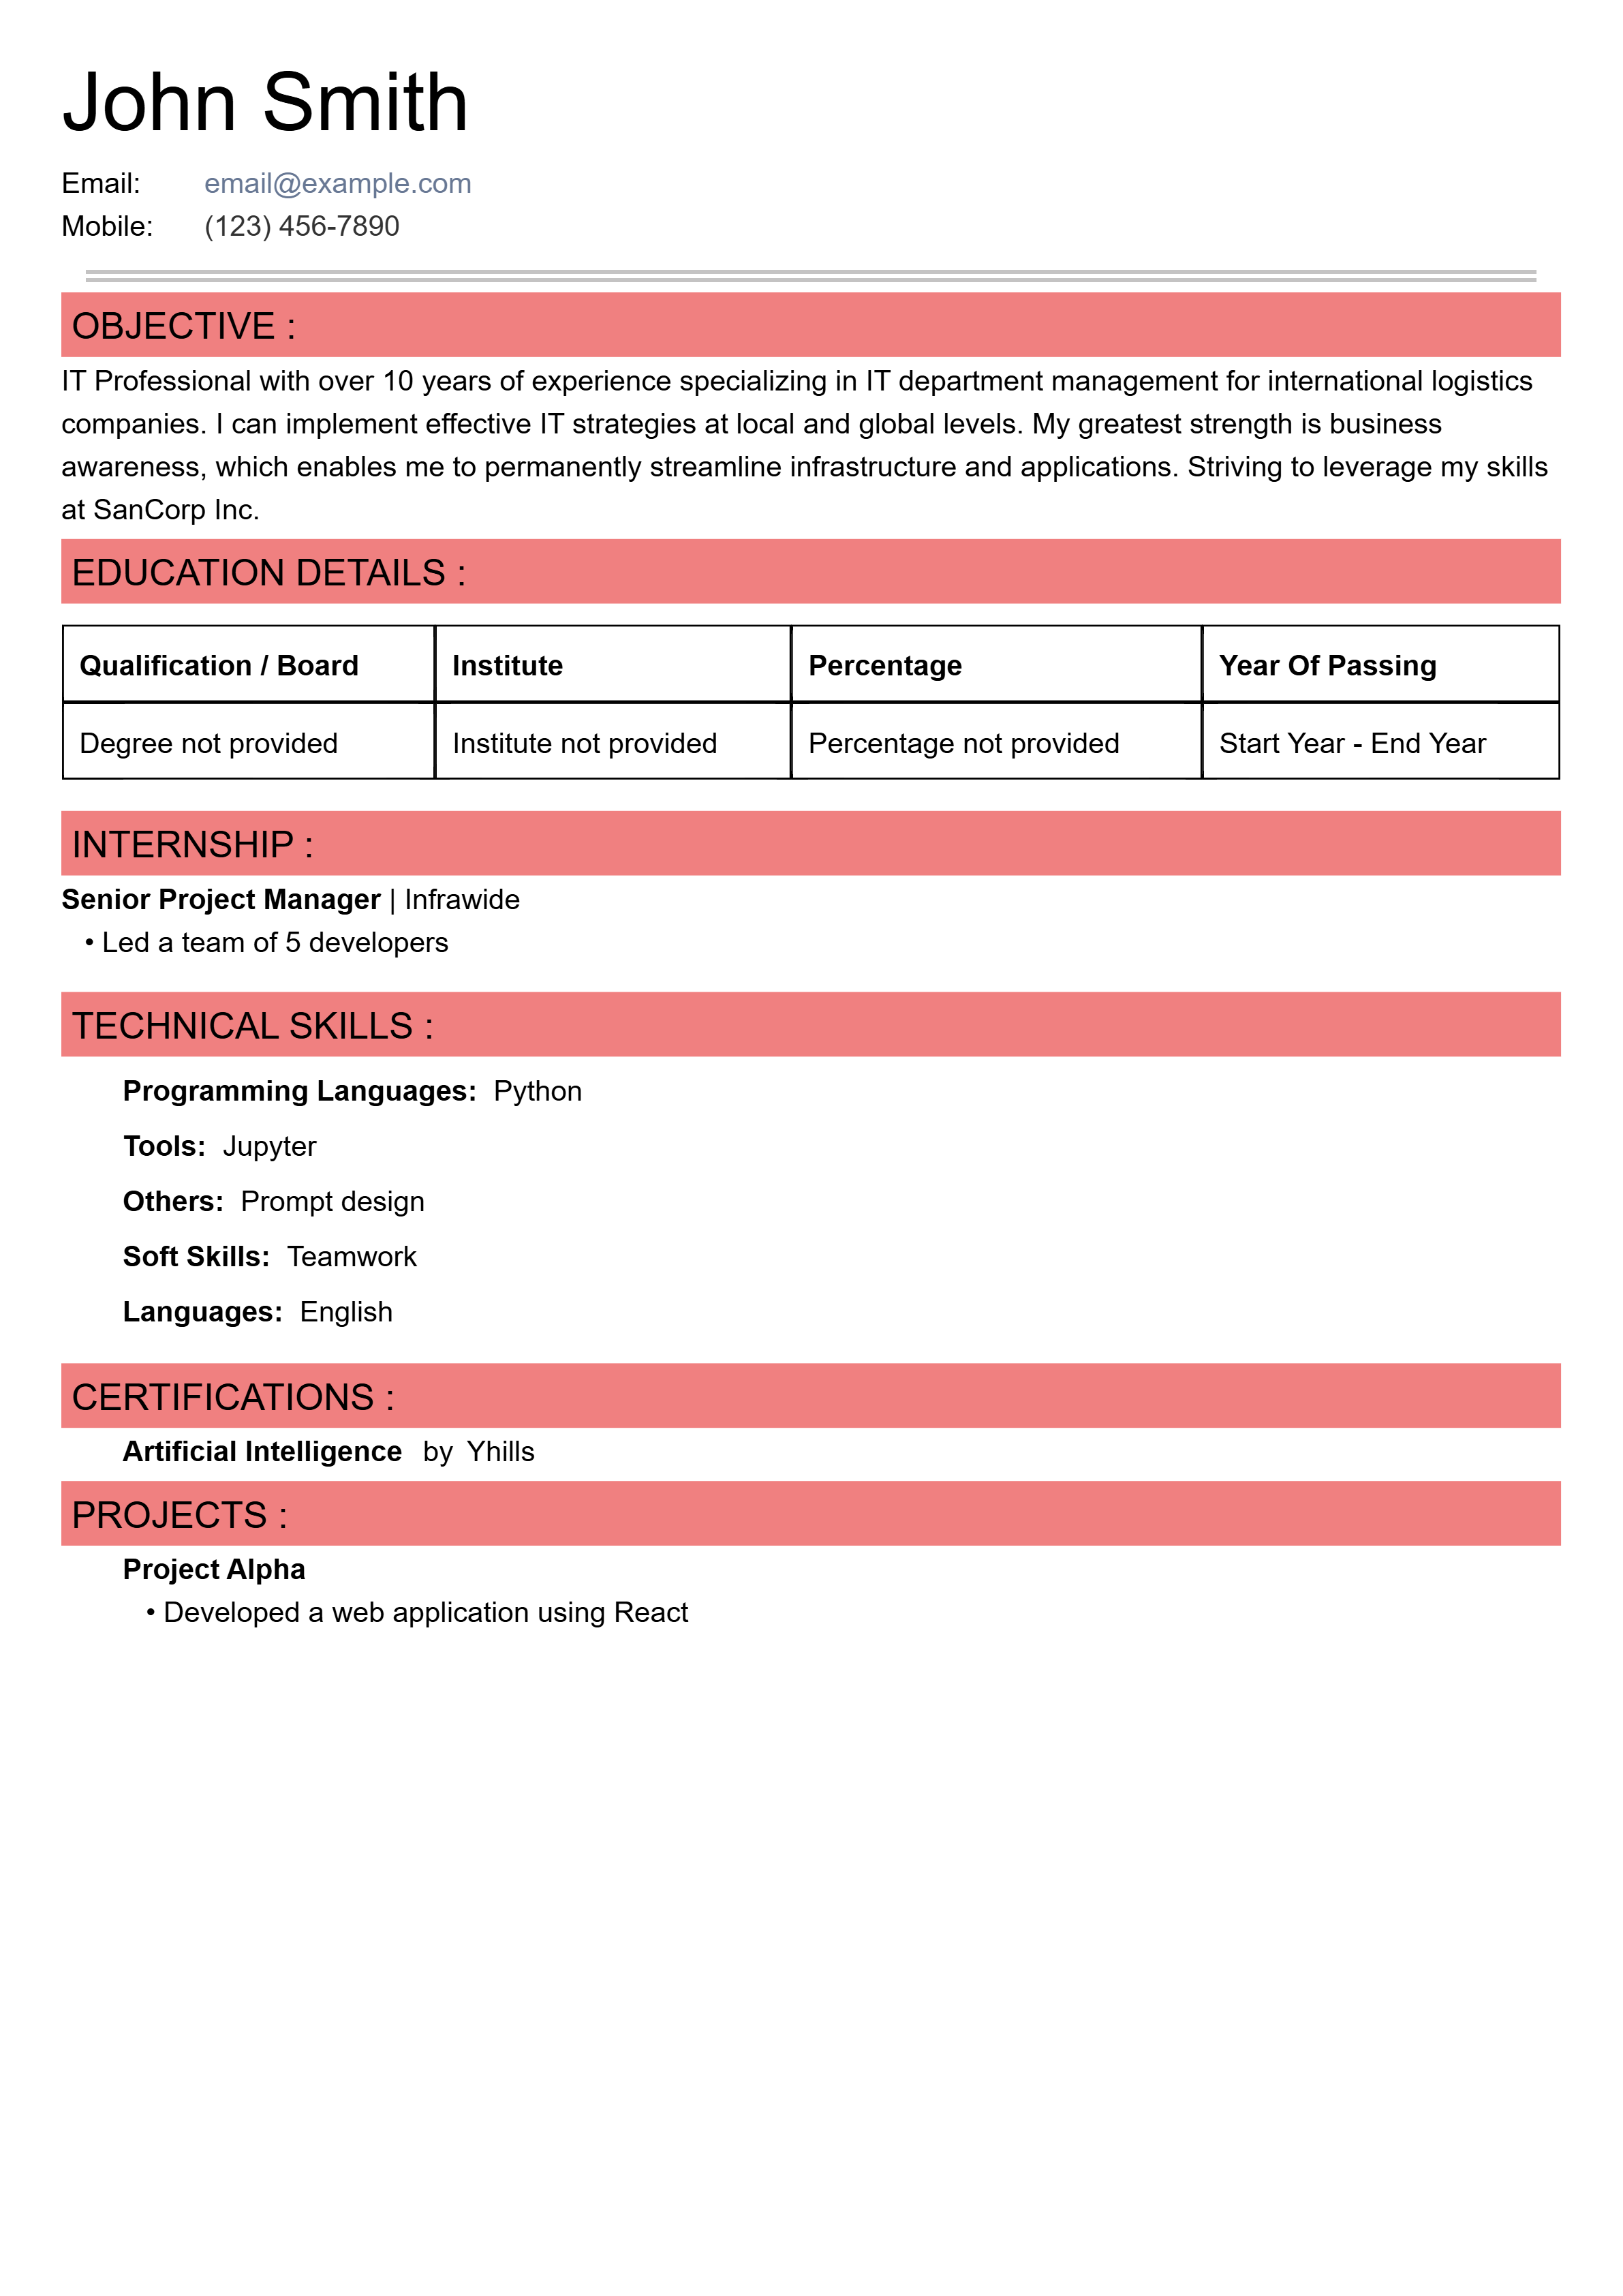 John Smith
Email: email@example.com
Mobile: (123) 456-7890
OBJECTIVE :
IT Professional with over 10 years of experience specializing in IT department management for international logistics
companies. I can implement effective IT strategies at local and global levels. My greatest strength is business
awareness, which enables me to permanently streamline infrastructure and applications. Striving to leverage my skills
at SanCorp Inc.
EDUCATION DETAILS :
Qualification / Board Institute Percentage Year Of Passing
Degree not provided Institute not provided Percentage not provided Start Year - End Year
INTERNSHIP :
Senior Project Manager | Infrawide
• Led a team of 5 developers
TECHNICAL SKILLS :
Programming Languages: Python
Tools: Jupyter
Others: Prompt design
Soft Skills: Teamwork
Languages: English
CERTIFICATIONS :
Artificial Intelligence by Yhills
PROJECTS :
Project Alpha
• Developed a web application using React